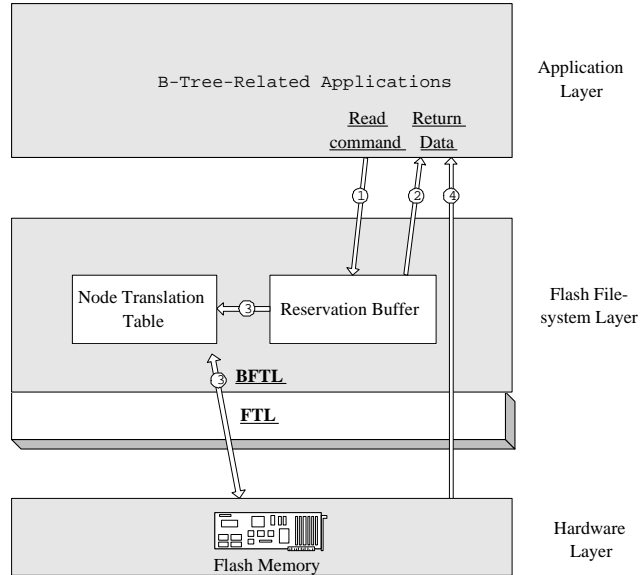 B-Tree-Related Applications
Application
Layer
Read
command
Return
Data
1
2
4
Node Translation
Table
3
Reservation Buffer
Flash File-
system Layer
3
BFTL
FTL
Flash Memory
Hardware
Layer